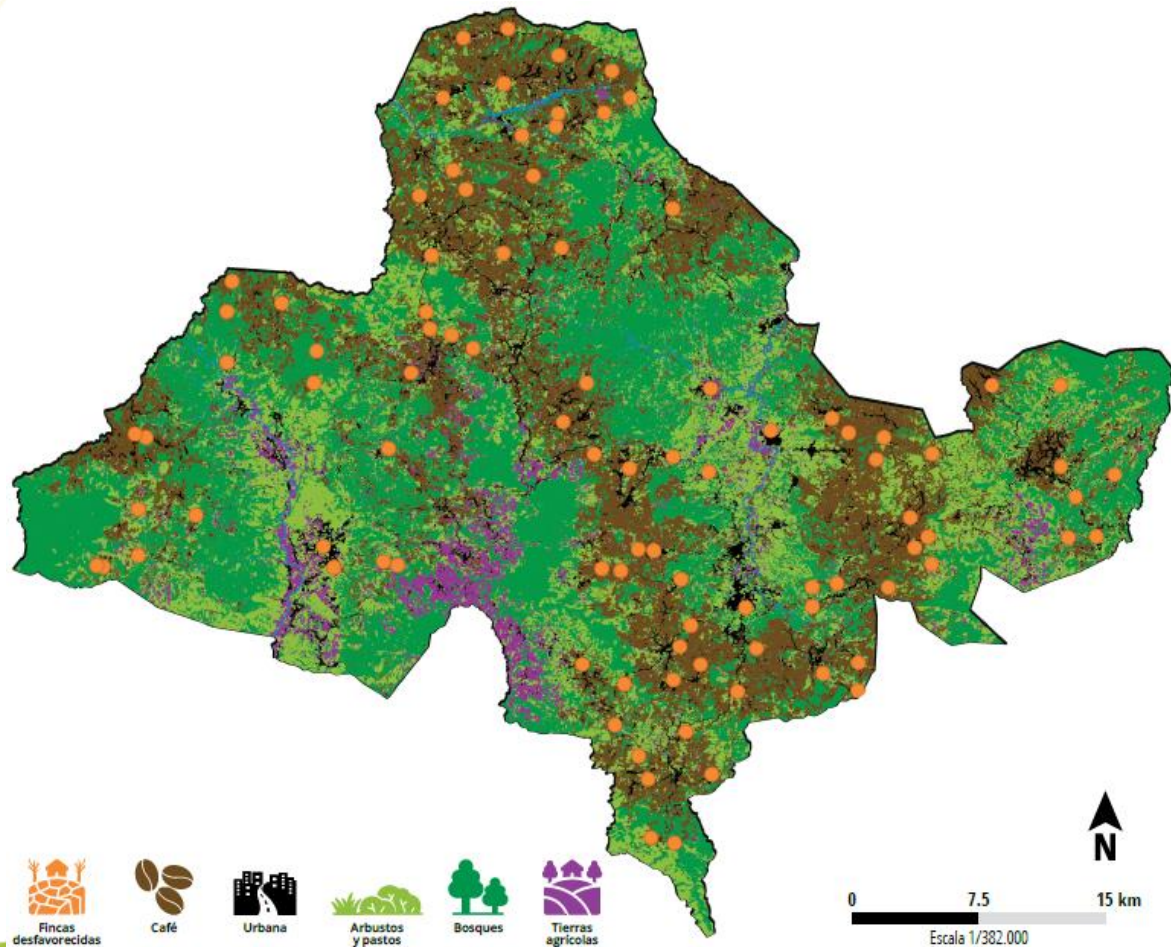 N
0 7.5 15 km
Escala 1/382.000
Fincas
desfavorecidas
Café
Urbana
Arbustos
y pastos
Bosques
Tierras
agrícolas